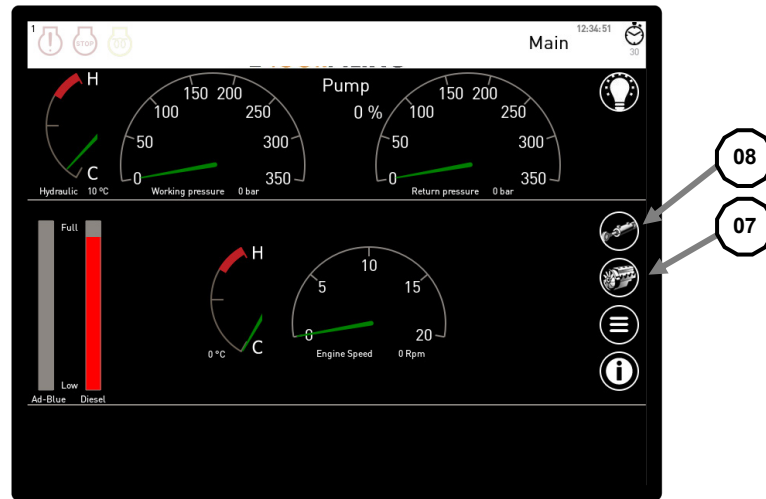 1
STOP
Main
12:34:51
30
H
C
Hydraulic 10 ºC
0
50
100
150
200
250
300
350
Working pressure 0 bar
Pump
0 %
0
50
100
150
200
250
300
350
Return pressure 0 bar
08
07
Full
Low
Ad-Blue Diesel
H
C
0 ºC
0
5
10
15
20
Engine Speed 0 Rpm